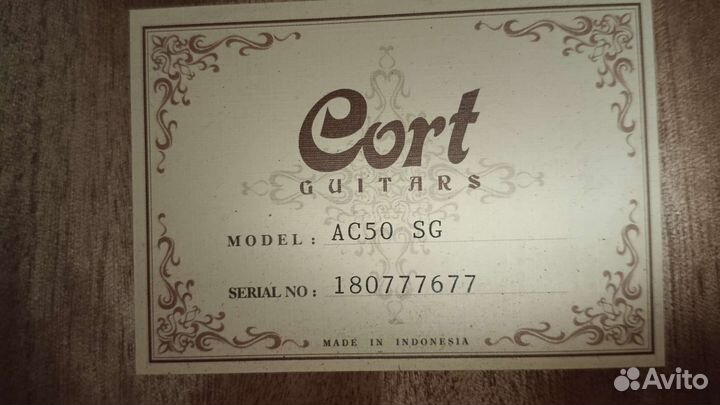 Cort
GUITARS
MODEL: AC50 SG
SERIAL NO: 180777677
MADE IN INDONESIA
Avito